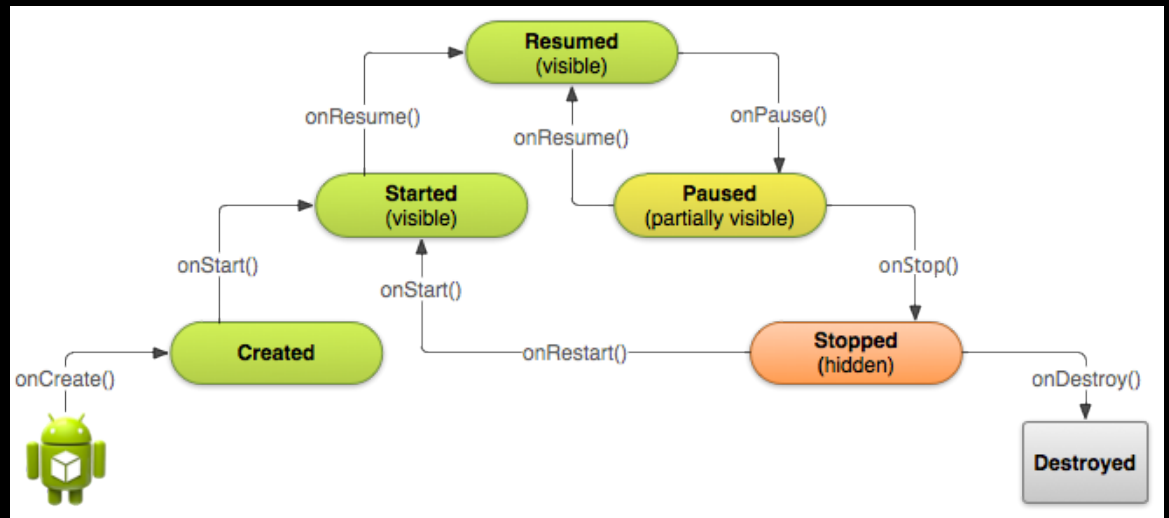 Resumed
(visible)
onResume()
onPause()
onResume()
Started
(visible)
Paused
(partially visible)
onStart()
onStop()
onStart()
Created
onRestart()
Stopped
(hidden)
onCreate()
onDestroy()
Destroyed